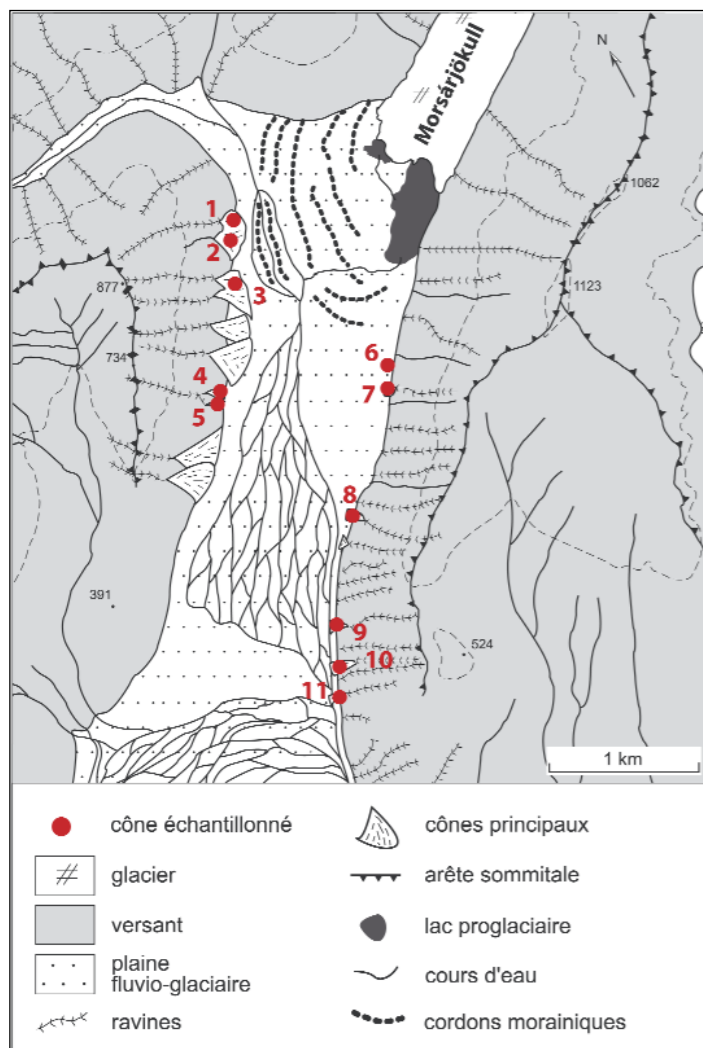 N
Morsárjökull
1062
1
2
877
3
1123
734
6
4
7
5
8
391
9
524
10
11
1 km
cône échantillonné
cônes principaux
glacier
arête sommitale
versant
lac proglaciaire
plaine
fluvio-glaciaire
cours d'eau
ravines
cordons morainiques